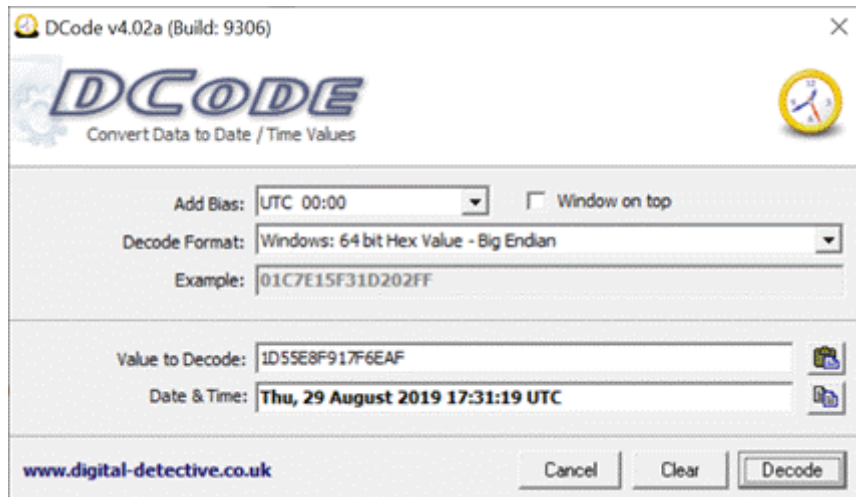 DCode v4.02a (Build: 9306)
DCODE
Convert Data to Date / Time Values
Add Bias: UTC 00:00 Window on top
Decode Format: Windows: 64 bit Hex Value - Big Endian
Example: 01C7E15F31D202FF
Value to Decode: 1D55E8F917F6EAF
Date & Time: Thu, 29 August 2019 17:31:19 UTC
www.digital-detective.co.uk Cancel Clear Decode